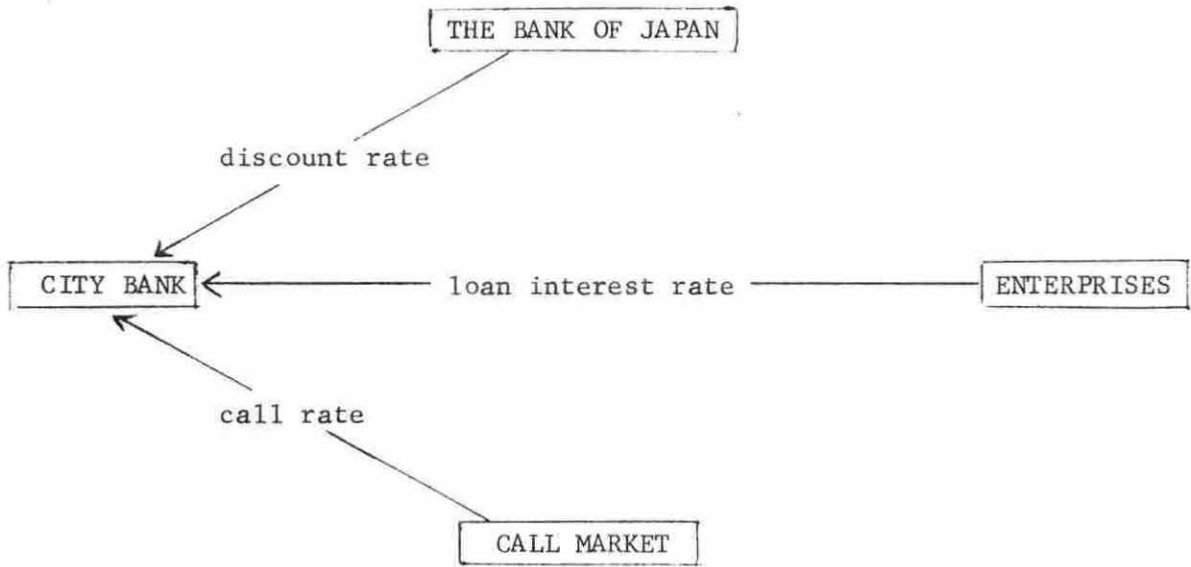 THE BANK OF JAPAN
discount rate
CITY BANK
loan interest rate
ENTERPRISES
call rate
CALL MARKET